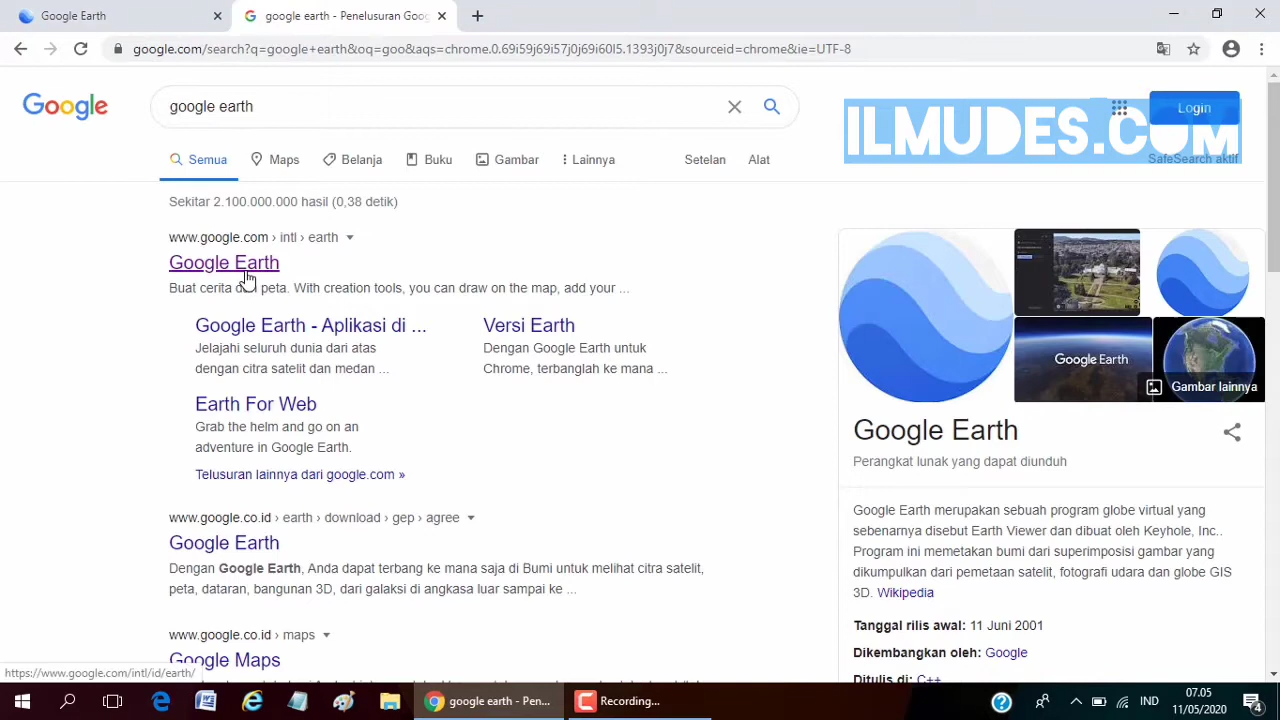 Google Earth
google earth - Penelusuran Goo
google.com/search?q=google+earth&oq=goo&aqs=chrome.0.69i59j69i57j0j69i60l5.1393j0j7&sourceid=chrome&ie=UTF-8
Google
google earth
ILMUDES.COM
Login
SafeSearch aktif
Semua
Maps
Belanja
Buku
Gambar
Lainnya
Setelan
Alat
Sekitar 2.100.000.000 hasil (0,38 detik)
www.google.com › intl › earth
Google Earth
Buat cerita dan peta. With creation tools, you can draw on the map, add your ...
Google Earth - Aplikasi di ...
Jelajahi seluruh dunia dari atas
dengan citra satelit dan medan ...
Versi Earth
Dengan Google Earth untuk
Chrome, terbanglah ke mana ...
Earth For Web
Grab the helm and go on an
adventure in Google Earth.
Telusuran lainnya dari google.com »
www.google.co.id › earth › download › gep › agree
Google Earth
Dengan Google Earth, Anda dapat terbang ke mana saja di Bumi untuk melihat citra satelit,
peta, dataran, bangunan 3D, dari galaksi di angkasa luar sampai ke ...
www.google.co.id › maps
Google Maps
Google Earth
Gambar lainnya
Google Earth
Perangkat lunak yang dapat diunduh
Google Earth merupakan sebuah program globe virtual yang
sebenarnya disebut Earth Viewer dan dibuat oleh Keyhole, Inc..
Program ini memetakan bumi dari superimposisi gambar yang
dikumpulkan dari pemetaan satelit, fotografi udara dan globe GIS
3D. Wikipedia
Tanggal rilis awal: 11 Juni 2001
Dikembangkan oleh: Google
Ditulis di: C++
https://www.google.com/intl/id/earth/
google earth - Pen...
Recording...
IND
07.05
11/05/2020
4